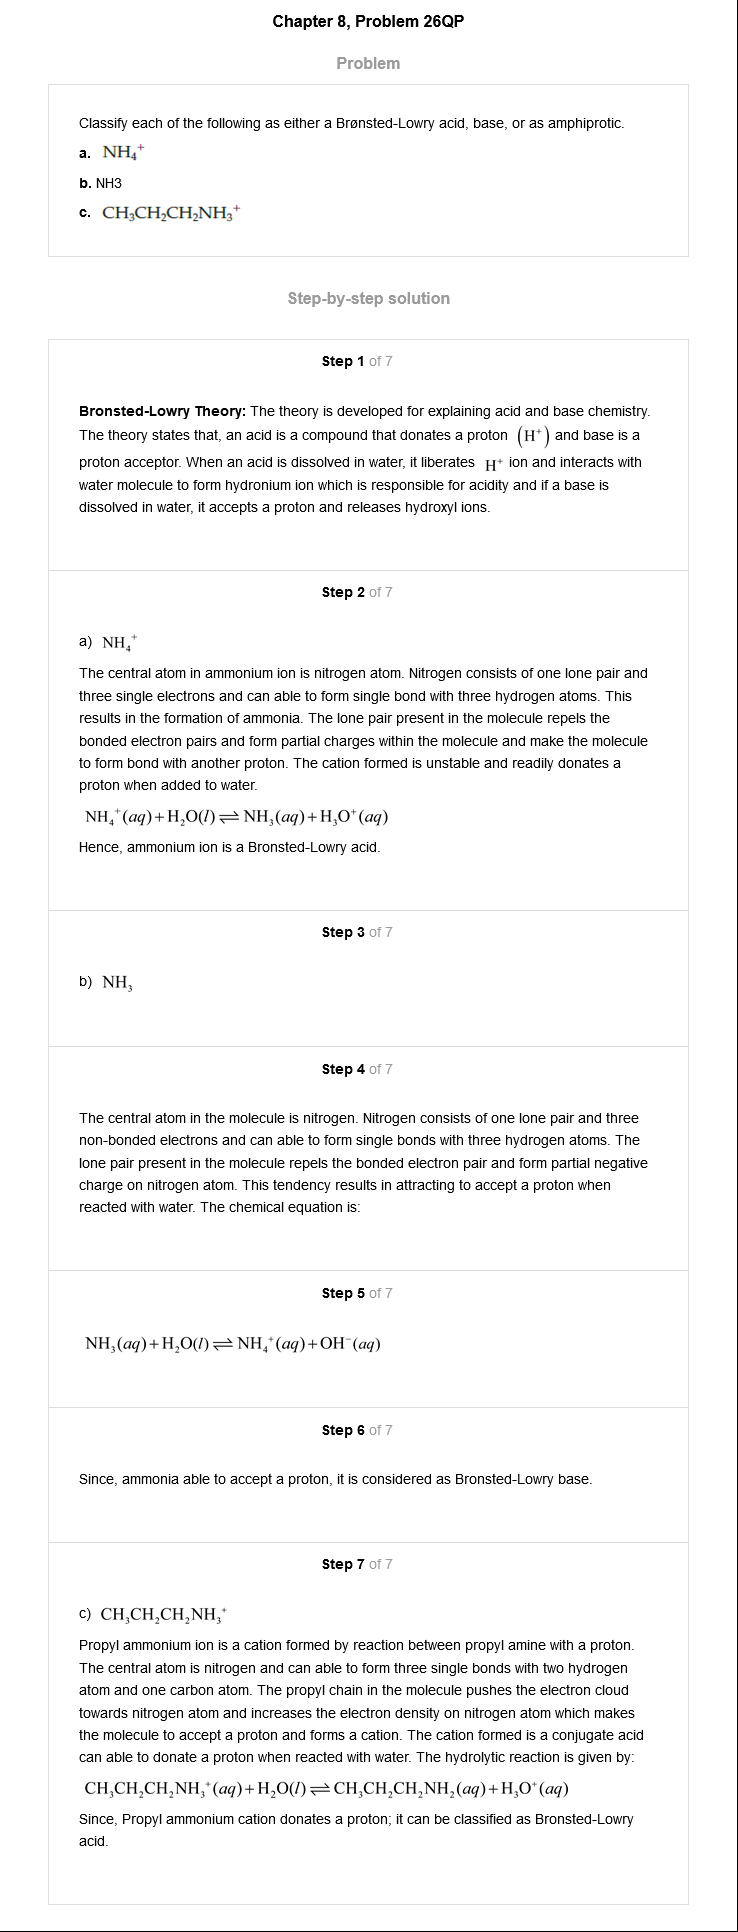 Chapter 8, Problem 26QP
Problem
Classify each of the following as either a Brønsted-Lowry acid, base, or as amphiprotic.
a. NH₄⁺
b. NH3
c. CH₃CH₂CH₂NH₃⁺
Step-by-step solution
Step 1 of 7
Bronsted-Lowry Theory: The theory is developed for explaining acid and base chemistry.
The theory states that, an acid is a compound that donates a proton (H⁺) and base is a
proton acceptor. When an acid is dissolved in water, it liberates H⁺ ion and interacts with
water molecule to form hydronium ion which is responsible for acidity and if a base is
dissolved in water, it accepts a proton and releases hydroxyl ions.
Step 2 of 7
a) NH₄⁺
The central atom in ammonium ion is nitrogen atom. Nitrogen consists of one lone pair and
three single electrons and can able to form single bond with three hydrogen atoms. This
results in the formation of ammonia. The lone pair present in the molecule repels the
bonded electron pairs and form partial charges within the molecule and make the molecule
to form bond with another proton. The cation formed is unstable and readily donates a
proton when added to water.
NH₄⁺(aq)+H₂O(l)⇌NH₃(aq)+H₃O⁺(aq)
Hence, ammonium ion is a Bronsted-Lowry acid.
Step 3 of 7
b) NH₃
Step 4 of 7
The central atom in the molecule is nitrogen. Nitrogen consists of one lone pair and three
non-bonded electrons and can able to form single bonds with three hydrogen atoms. The
lone pair present in the molecule repels the bonded electron pair and form partial negative
charge on nitrogen atom. This tendency results in attracting to accept a proton when
reacted with water. The chemical equation is:
Step 5 of 7
NH₃(aq)+H₂O(l)⇌NH₄⁺(aq)+OH⁻(aq)
Step 6 of 7
Since, ammonia able to accept a proton, it is considered as Bronsted-Lowry base.
Step 7 of 7
c) CH₃CH₂CH₂NH₃⁺
Propyl ammonium ion is a cation formed by reaction between propyl amine with a proton.
The central atom is nitrogen and can able to form three single bonds with two hydrogen
atom and one carbon atom. The propyl chain in the molecule pushes the electron cloud
towards nitrogen atom and increases the electron density on nitrogen atom which makes
the molecule to accept a proton and forms a cation. The cation formed is a conjugate acid
can able to donate a proton when reacted with water. The hydrolytic reaction is given by:
CH₃CH₂CH₂NH₃⁺(aq)+H₂O(l)⇌CH₃CH₂CH₂NH₂(aq)+H₃O⁺(aq)
Since, Propyl ammonium cation donates a proton; it can be classified as Bronsted-Lowry
acid.